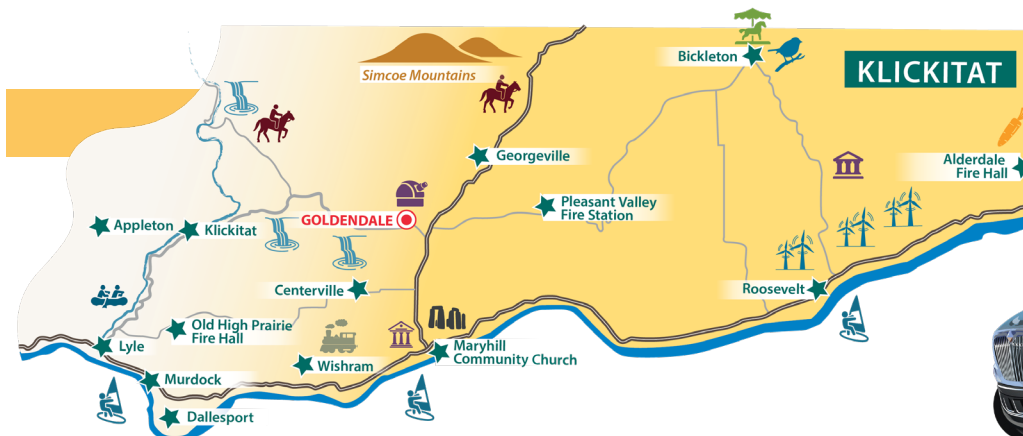 Bickleton
KLICKITAT
Simcoe Mountains
Georgeville
Alderdale
Fire Hall
Pleasant Valley
Fire Station
GOLDENDALE
Appleton
Klickitat
Centerville
Roosevelt
Old High Prairie
Fire Hall
Lyle
Maryhill
Community Church
Wishram
Murdock
Dallesport